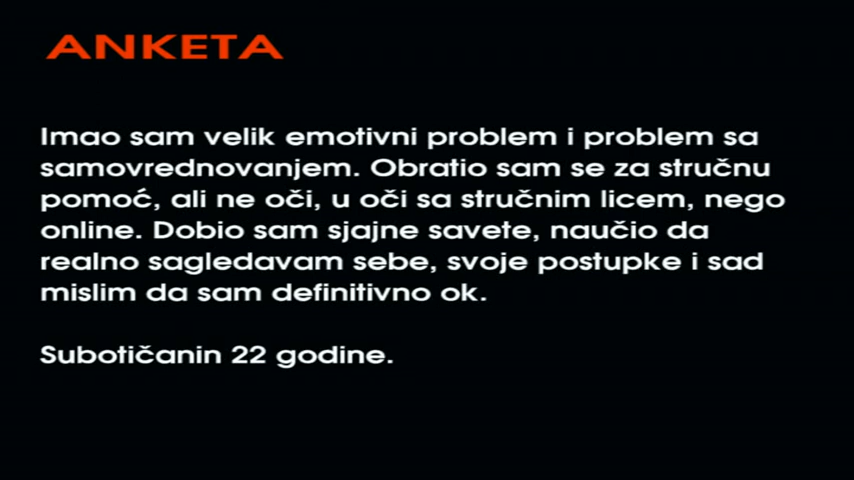 ANKETA
Imao sam velik emotivni problem i problem sa
samovrednovanjem. Obratio sam se za stručnu
pomoć, ali ne oči, u oči sa stručnim licem, nego
online. Dobio sam sjajne savete, naučio da
realno sagledavam sebe, svoje postupke i sad
mislim da sam definitivno ok.
Subotičanin 22 godine.